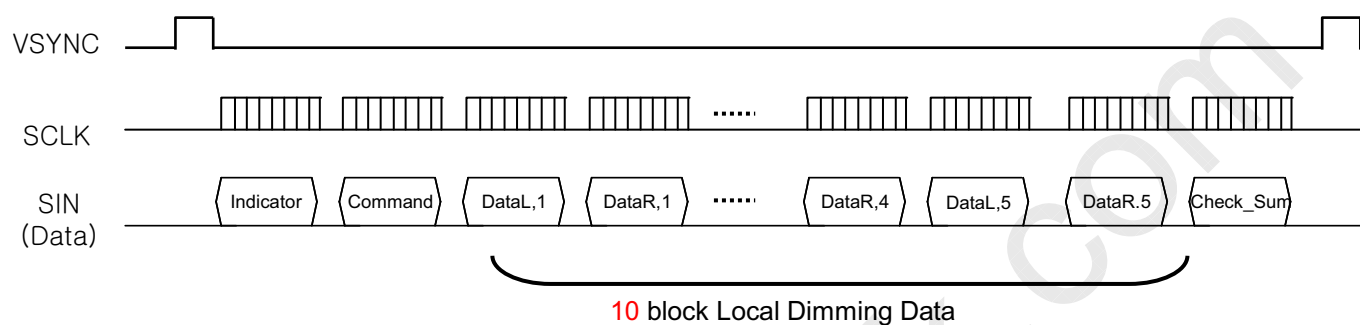 VSYNC
SCLK
SIN
(Data)
Indicator
Command
DataL,1
DataR,1
DataR,4
DataL,5
DataR.5
Check_Sum
10 block Local Dimming Data
com